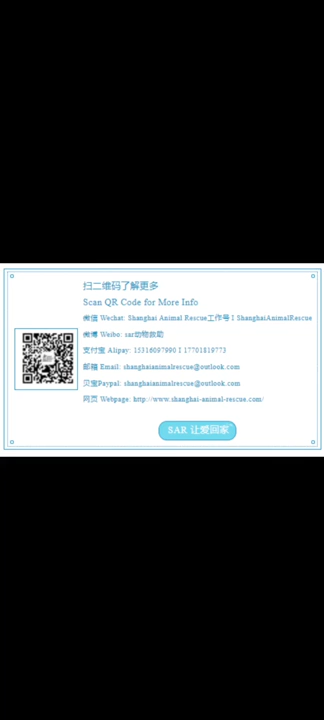 扫二维码了解更多
Scan QR Code for More Info
微信 Wechat: Shanghai Animal Rescue工作号 I ShanghaiAnimalRescue
微博 Weibo: sar动物救助
支付宝 Alipay: 15316097990 I 17701819773
邮箱 Email: shanghaianimalrescue@outlook.com
贝宝Paypal: shanghaianimalrescue@outlook.com
网页 Webpage: http://www.shanghai-animal-rescue.com/
SAR 让爱回家